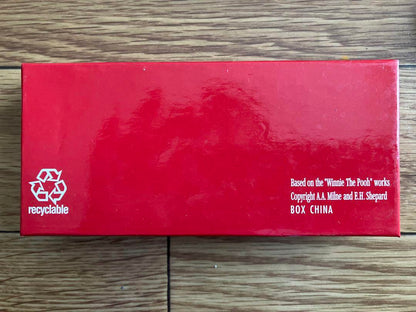 recyclable
Based on the "Winnie The Pooh" works
Copyright A.A. Milne and E.H. Shepard
BOX CHINA